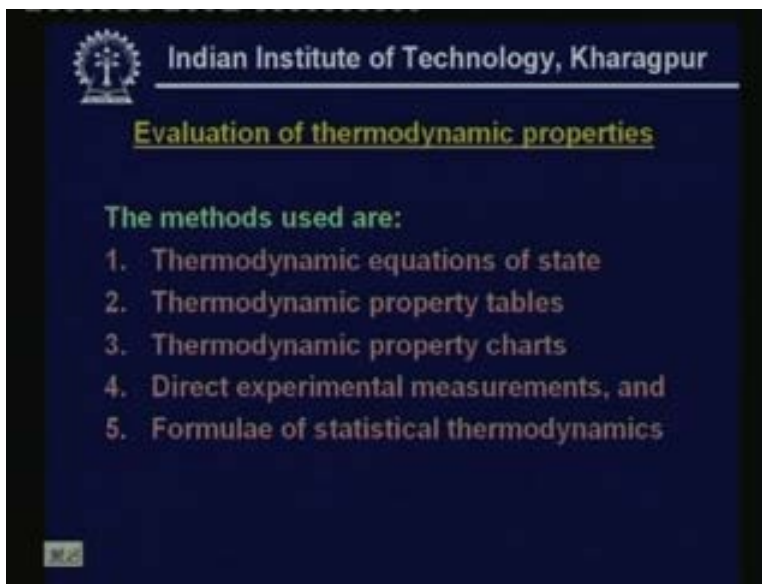 Indian Institute of Technology, Kharagpur
Evaluation of thermodynamic properties
The methods used are:
1. Thermodynamic equations of state
2. Thermodynamic property tables
3. Thermodynamic property charts
4. Direct experimental measurements, and
5. Formulae of statistical thermodynamics